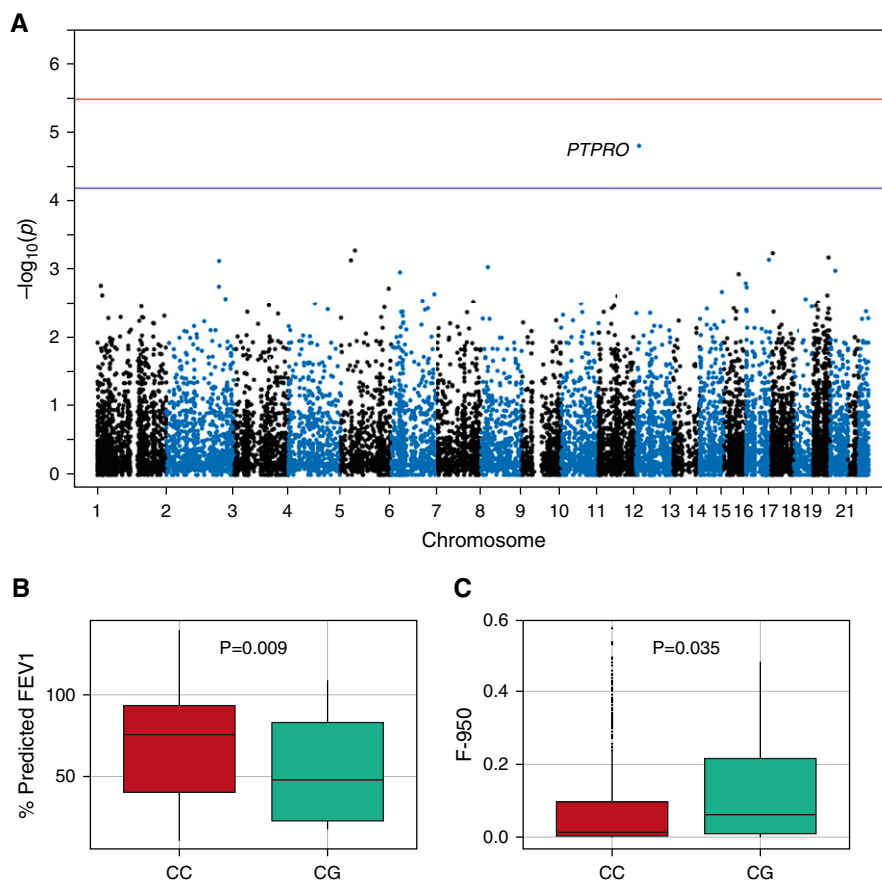 A
6
5
4
3
2
1
0
−log10(p)
PTPRO
1 2 3 4 5 6 7 8 9 10 11 12 13 14 15 16 17 18 19 21
Chromosome
B
% Predicted FEV1
100
50
P=0.009
CC CG
C
F-950
0.6
0.4
0.2
0.0
P=0.035
CC CG